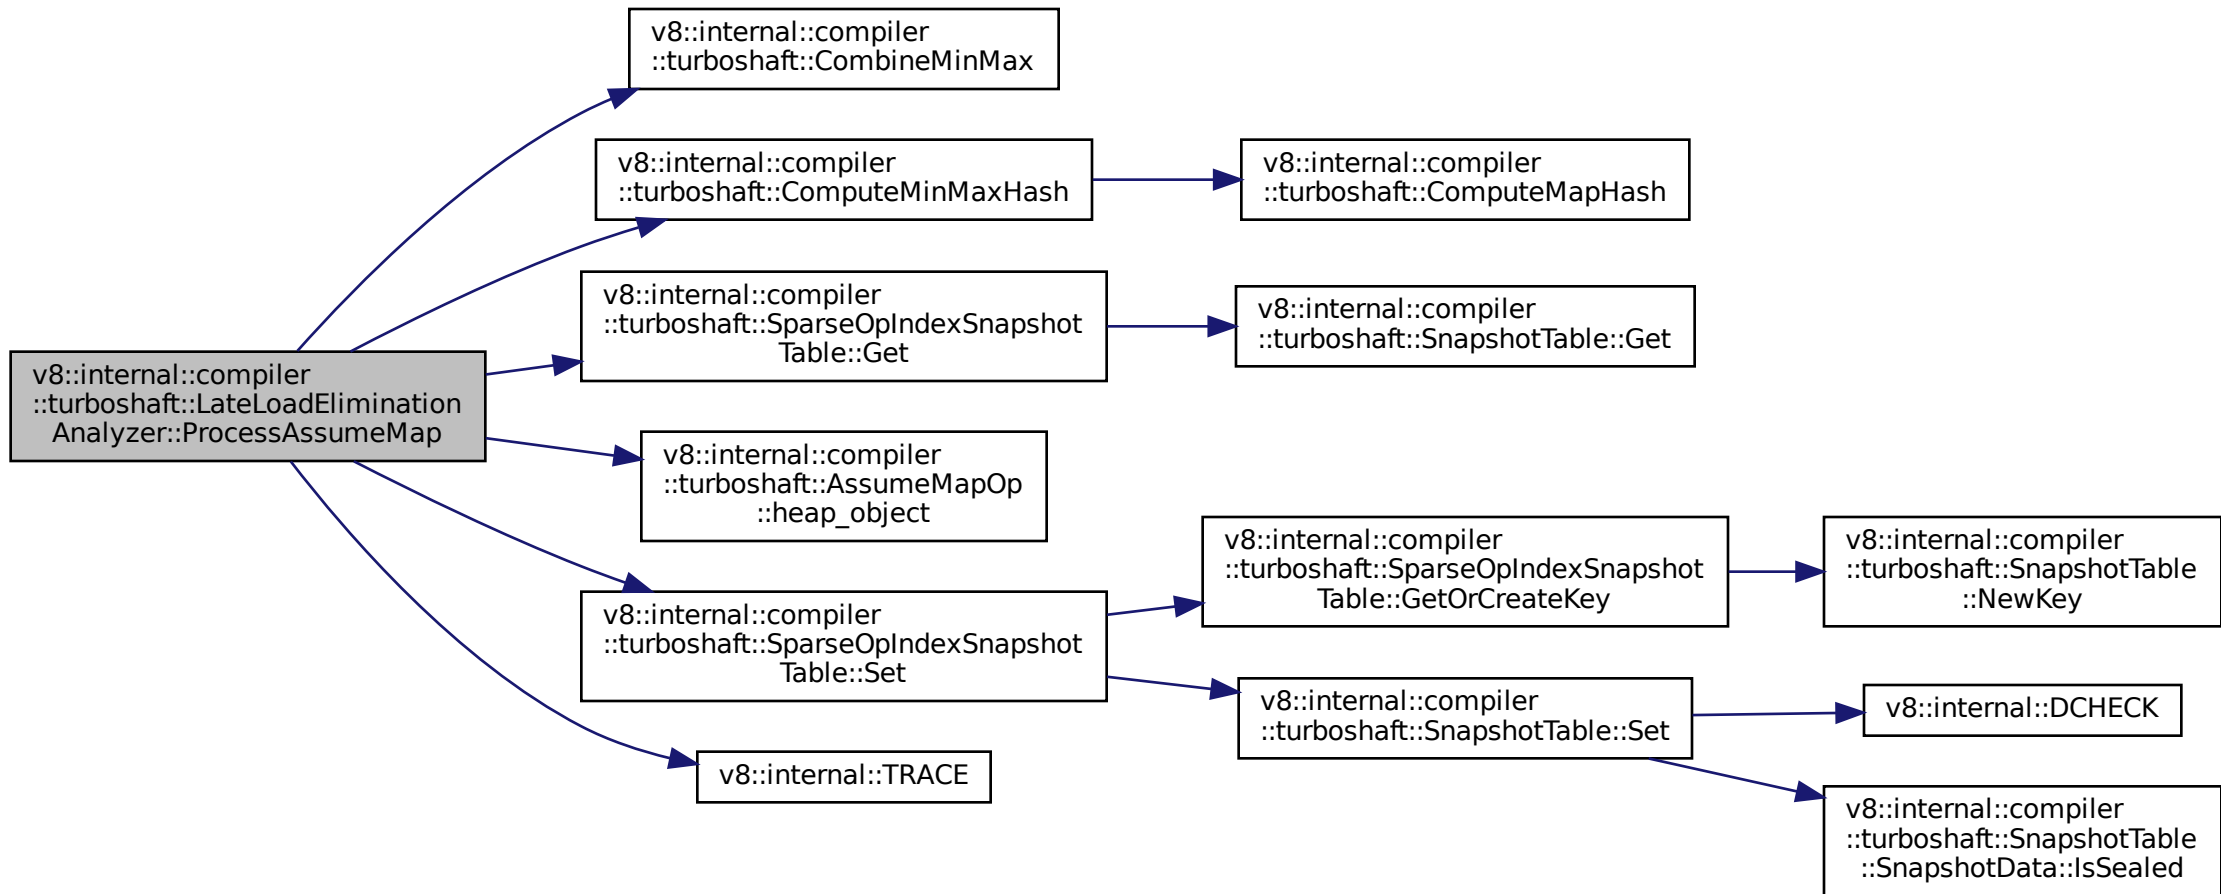 v8::internal::compiler
::turboshaft::CombineMinMax
v8::internal::compiler
::turboshaft::ComputeMinMaxHash
v8::internal::compiler
::turboshaft::ComputeMapHash
v8::internal::compiler
::turboshaft::SparseOpIndexSnapshot
Table::Get
v8::internal::compiler
::turboshaft::SnapshotTable::Get
v8::internal::compiler
::turboshaft::LateLoadElimination
Analyzer::ProcessAssumeMap
v8::internal::compiler
::turboshaft::AssumeMapOp
::heap_object
v8::internal::compiler
::turboshaft::SparseOpIndexSnapshot
Table::GetOrCreateKey
v8::internal::compiler
::turboshaft::SnapshotTable
::NewKey
v8::internal::compiler
::turboshaft::SparseOpIndexSnapshot
Table::Set
v8::internal::compiler
::turboshaft::SnapshotTable::Set
v8::internal::DCHECK
v8::internal::TRACE
v8::internal::compiler
::turboshaft::SnapshotTable
::SnapshotData::IsSealed